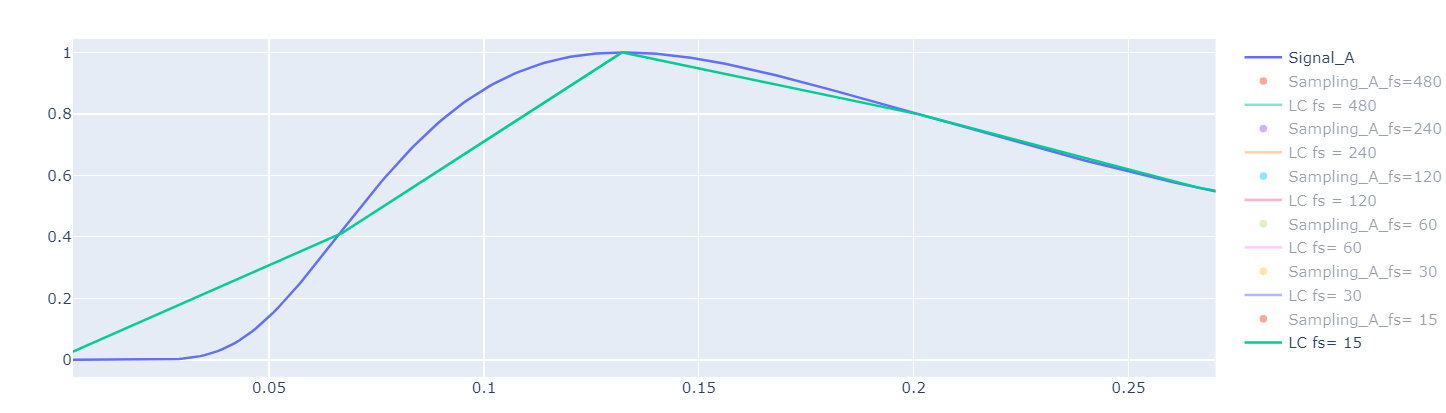 1
0.8
0.6
0.4
0.2
0
0.05
0.1
0.15
0.2
0.25
Signal_A
Sampling_A_fs=480
LC fs = 480
Sampling_A_fs=240
LC fs = 240
Sampling_A_fs=120
LC fs = 120
Sampling_A_fs= 60
LC fs= 60
Sampling_A_fs= 30
LC fs= 30
Sampling_A_fs= 15
LC fs= 15